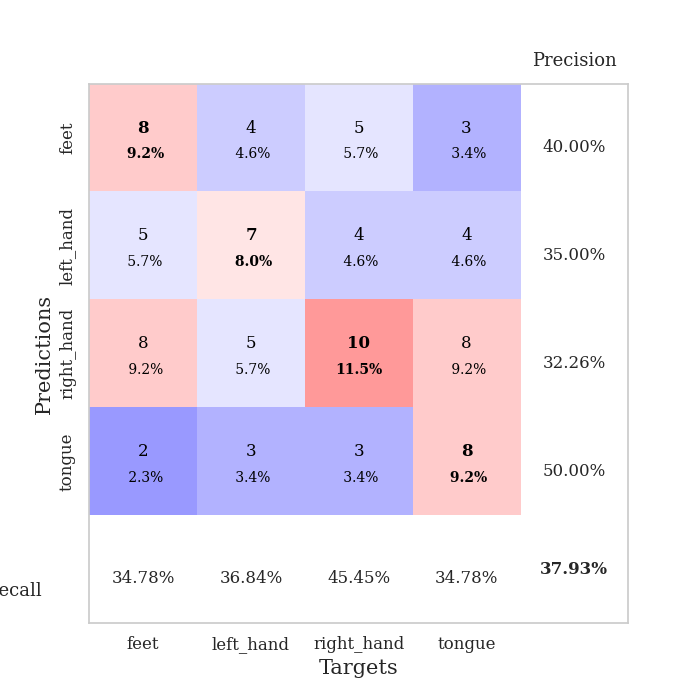 Precision
feet
8 4 5 3
9.2% 4.6% 5.7% 3.4%
40.00%
left_hand
5 7 4 4
5.7% 8.0% 4.6% 4.6%
35.00%
Predictions
right_hand
8 5 10 8
9.2% 5.7% 11.5% 9.2%
32.26%
tongue
2 3 3 8
2.3% 3.4% 3.4% 9.2%
50.00%
ecall
34.78% 36.84% 45.45% 34.78%
37.93%
feet left_hand right_hand tongue
Targets